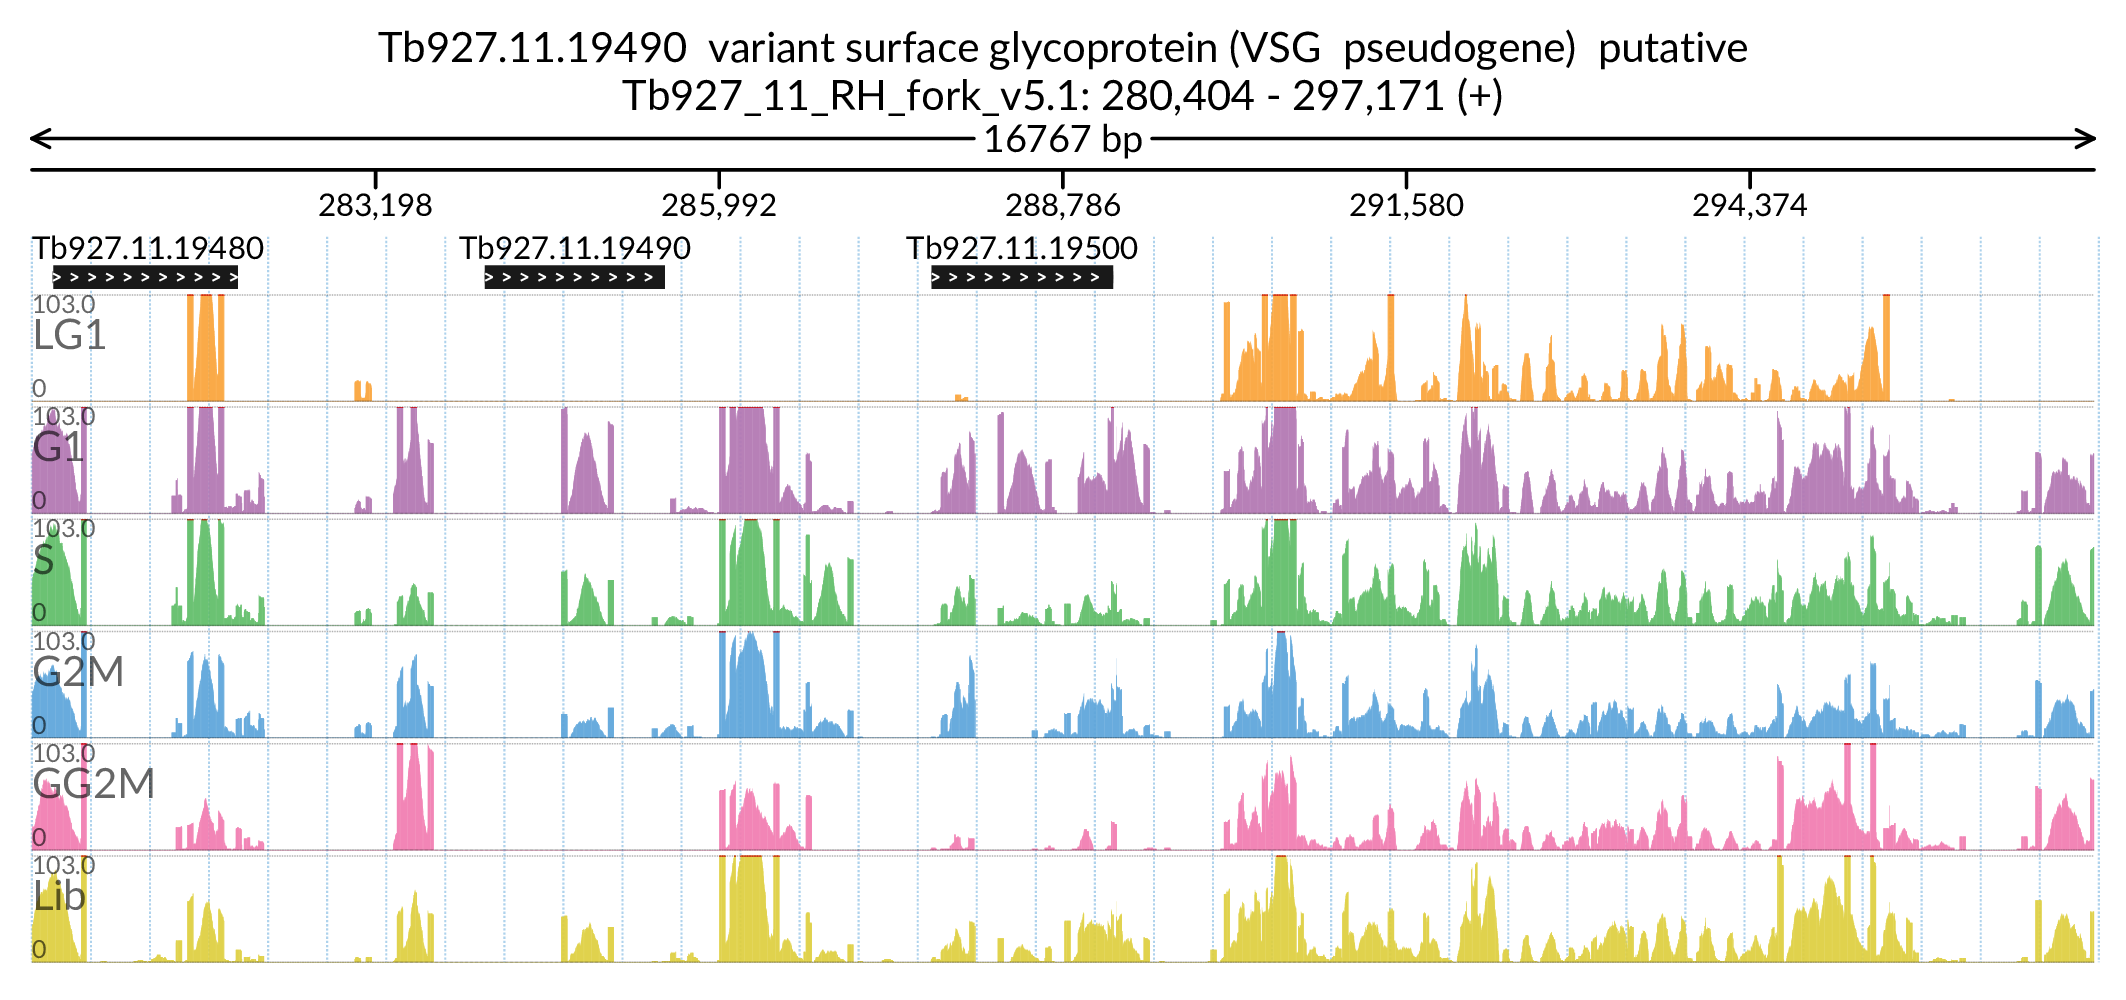 Tb927.11.19490  variant surface glycoprotein (VSG  pseudogene)  putative
Tb927_11_RH_fork_v5.1: 280,404 - 297,171 (+)
16767 bp
283,198 285,992 288,786 291,580 294,374
Tb927.11.19480 Tb927.11.19490 Tb927.11.19500
103.0
LG1
0
103.0
G1
0
103.0
S
0
103.0
G2M
0
103.0
GG2M
0
103.0
Lib
0